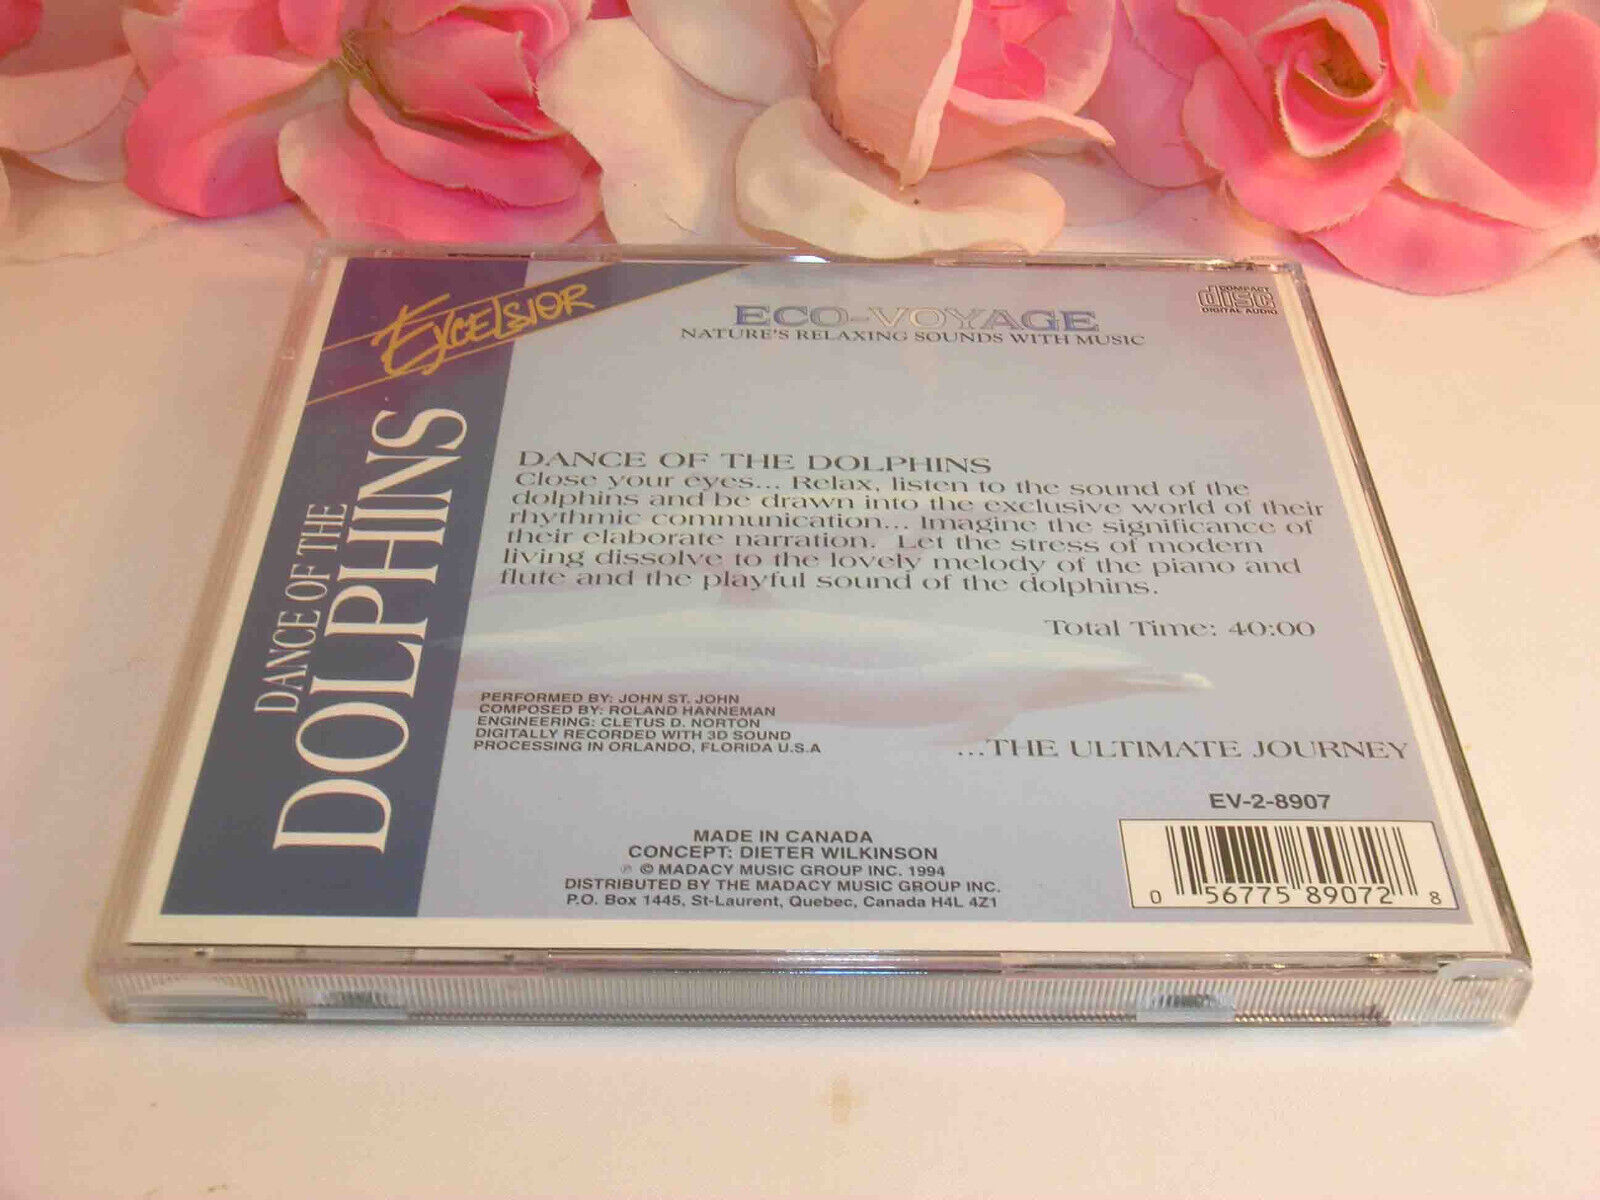 EXCELSIOR
DANCE OF THE
DOLPHINS
ECO-VOYAGE
NATURE'S RELAXING SOUNDS WITH MUSIC
COMPACT
disc
DIGITAL AUDIO
DANCE OF THE DOLPHINS
Close your eyes... Relax, listen to the sound of the
dolphins and be drawn into the exclusive world of their
rhythmic communication... Imagine the significance of
their elaborate narration. Let the stress of modern
living dissolve to the lovely melody of the piano and
flute and the playful sound of the dolphins.
Total Time: 40:00
PERFORMED BY: JOHN ST. JOHN
COMPOSED BY: ROLAND HANNEMAN
ENGINEERING: CLETUS D. NORTON
DIGITALLY RECORDED WITH 3D SOUND
PROCESSING IN ORLANDO, FLORIDA U.S.A
...THE ULTIMATE JOURNEY
EV-2-8907
MADE IN CANADA
CONCEPT: DIETER WILKINSON
℗ © MADACY MUSIC GROUP INC. 1994
DISTRIBUTED BY THE MADACY MUSIC GROUP INC.
P.O. Box 1445, St-Laurent, Quebec, Canada H4L 4Z1
0 56775 89072 8